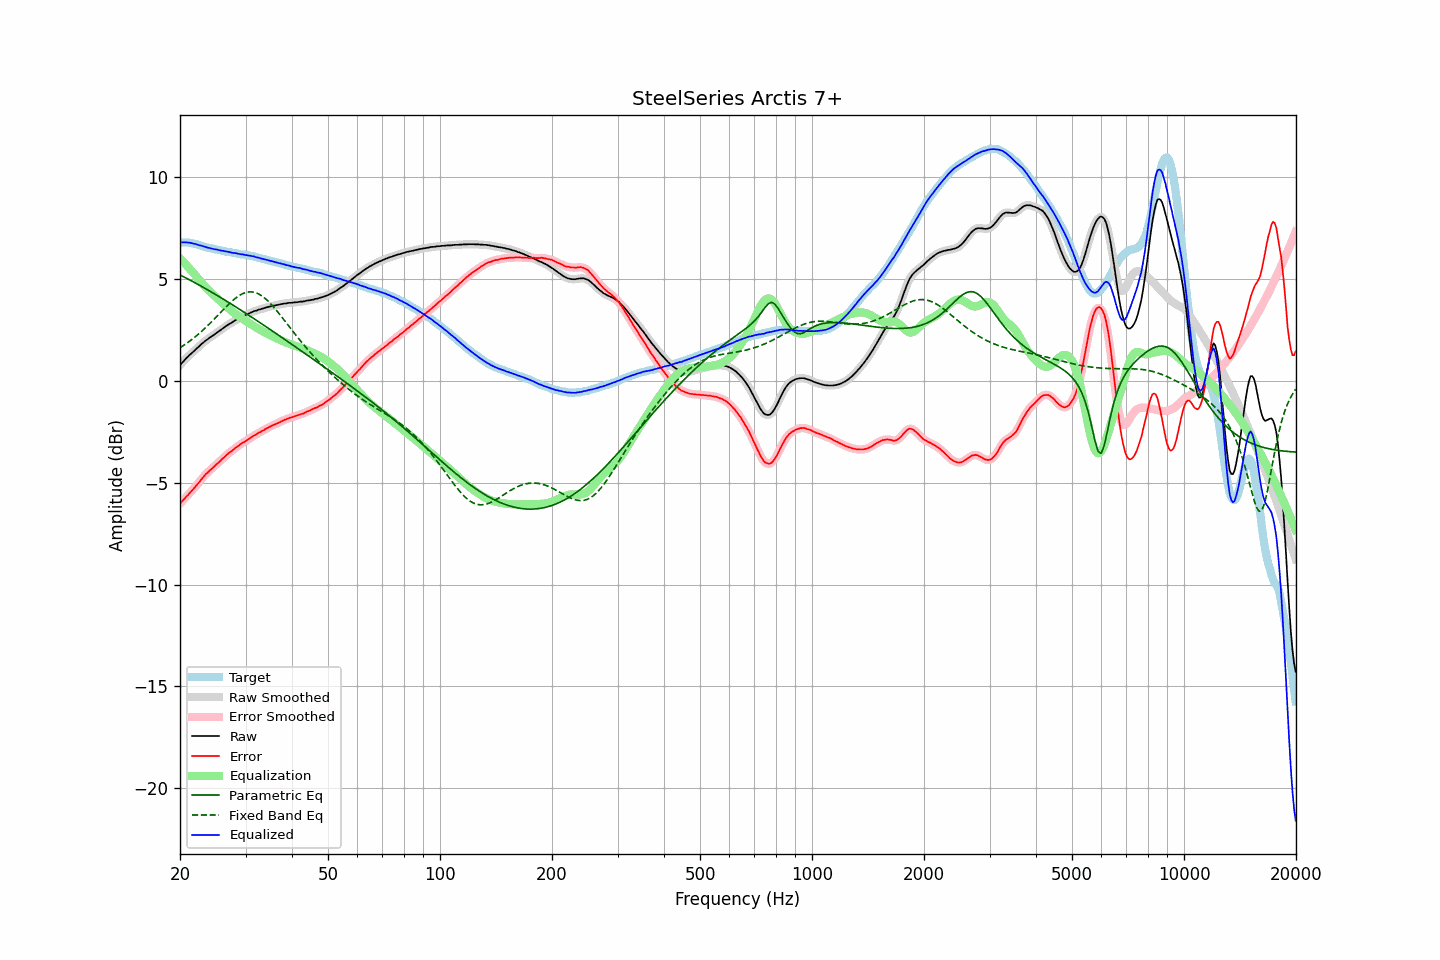 SteelSeries Arctis 7+
Amplitude (dBr)
10
5
0
−5
−10
−15
−20
Target
Raw Smoothed
Error Smoothed
Raw
Error
Equalization
Parametric Eq
Fixed Band Eq
Equalized
20 50 100 200 500 1000 2000 5000 10000 20000
Frequency (Hz)